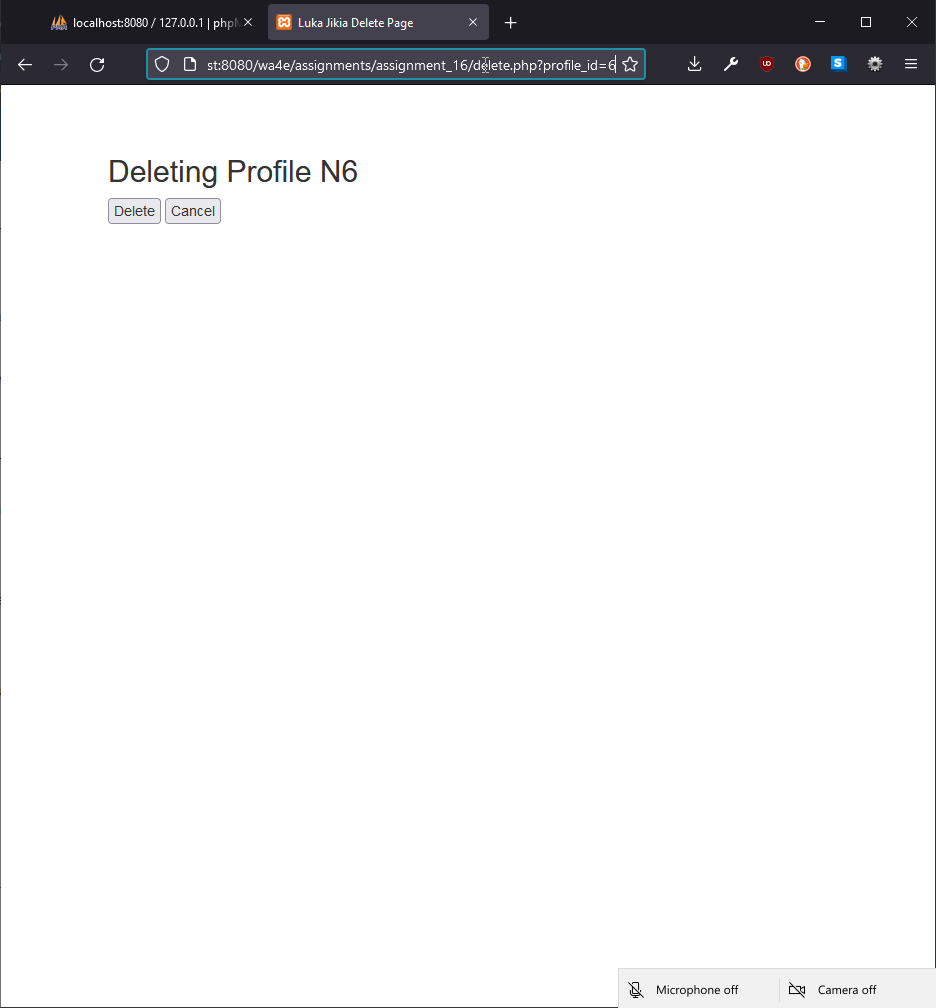 localhost:8080 / 127.0.0.1 | phpM
Luka Jikia Delete Page
st:8080/wa4e/assignments/assignment_16/delete.php?profile_id=6
Deleting Profile N6
Delete Cancel
Microphone off Camera off